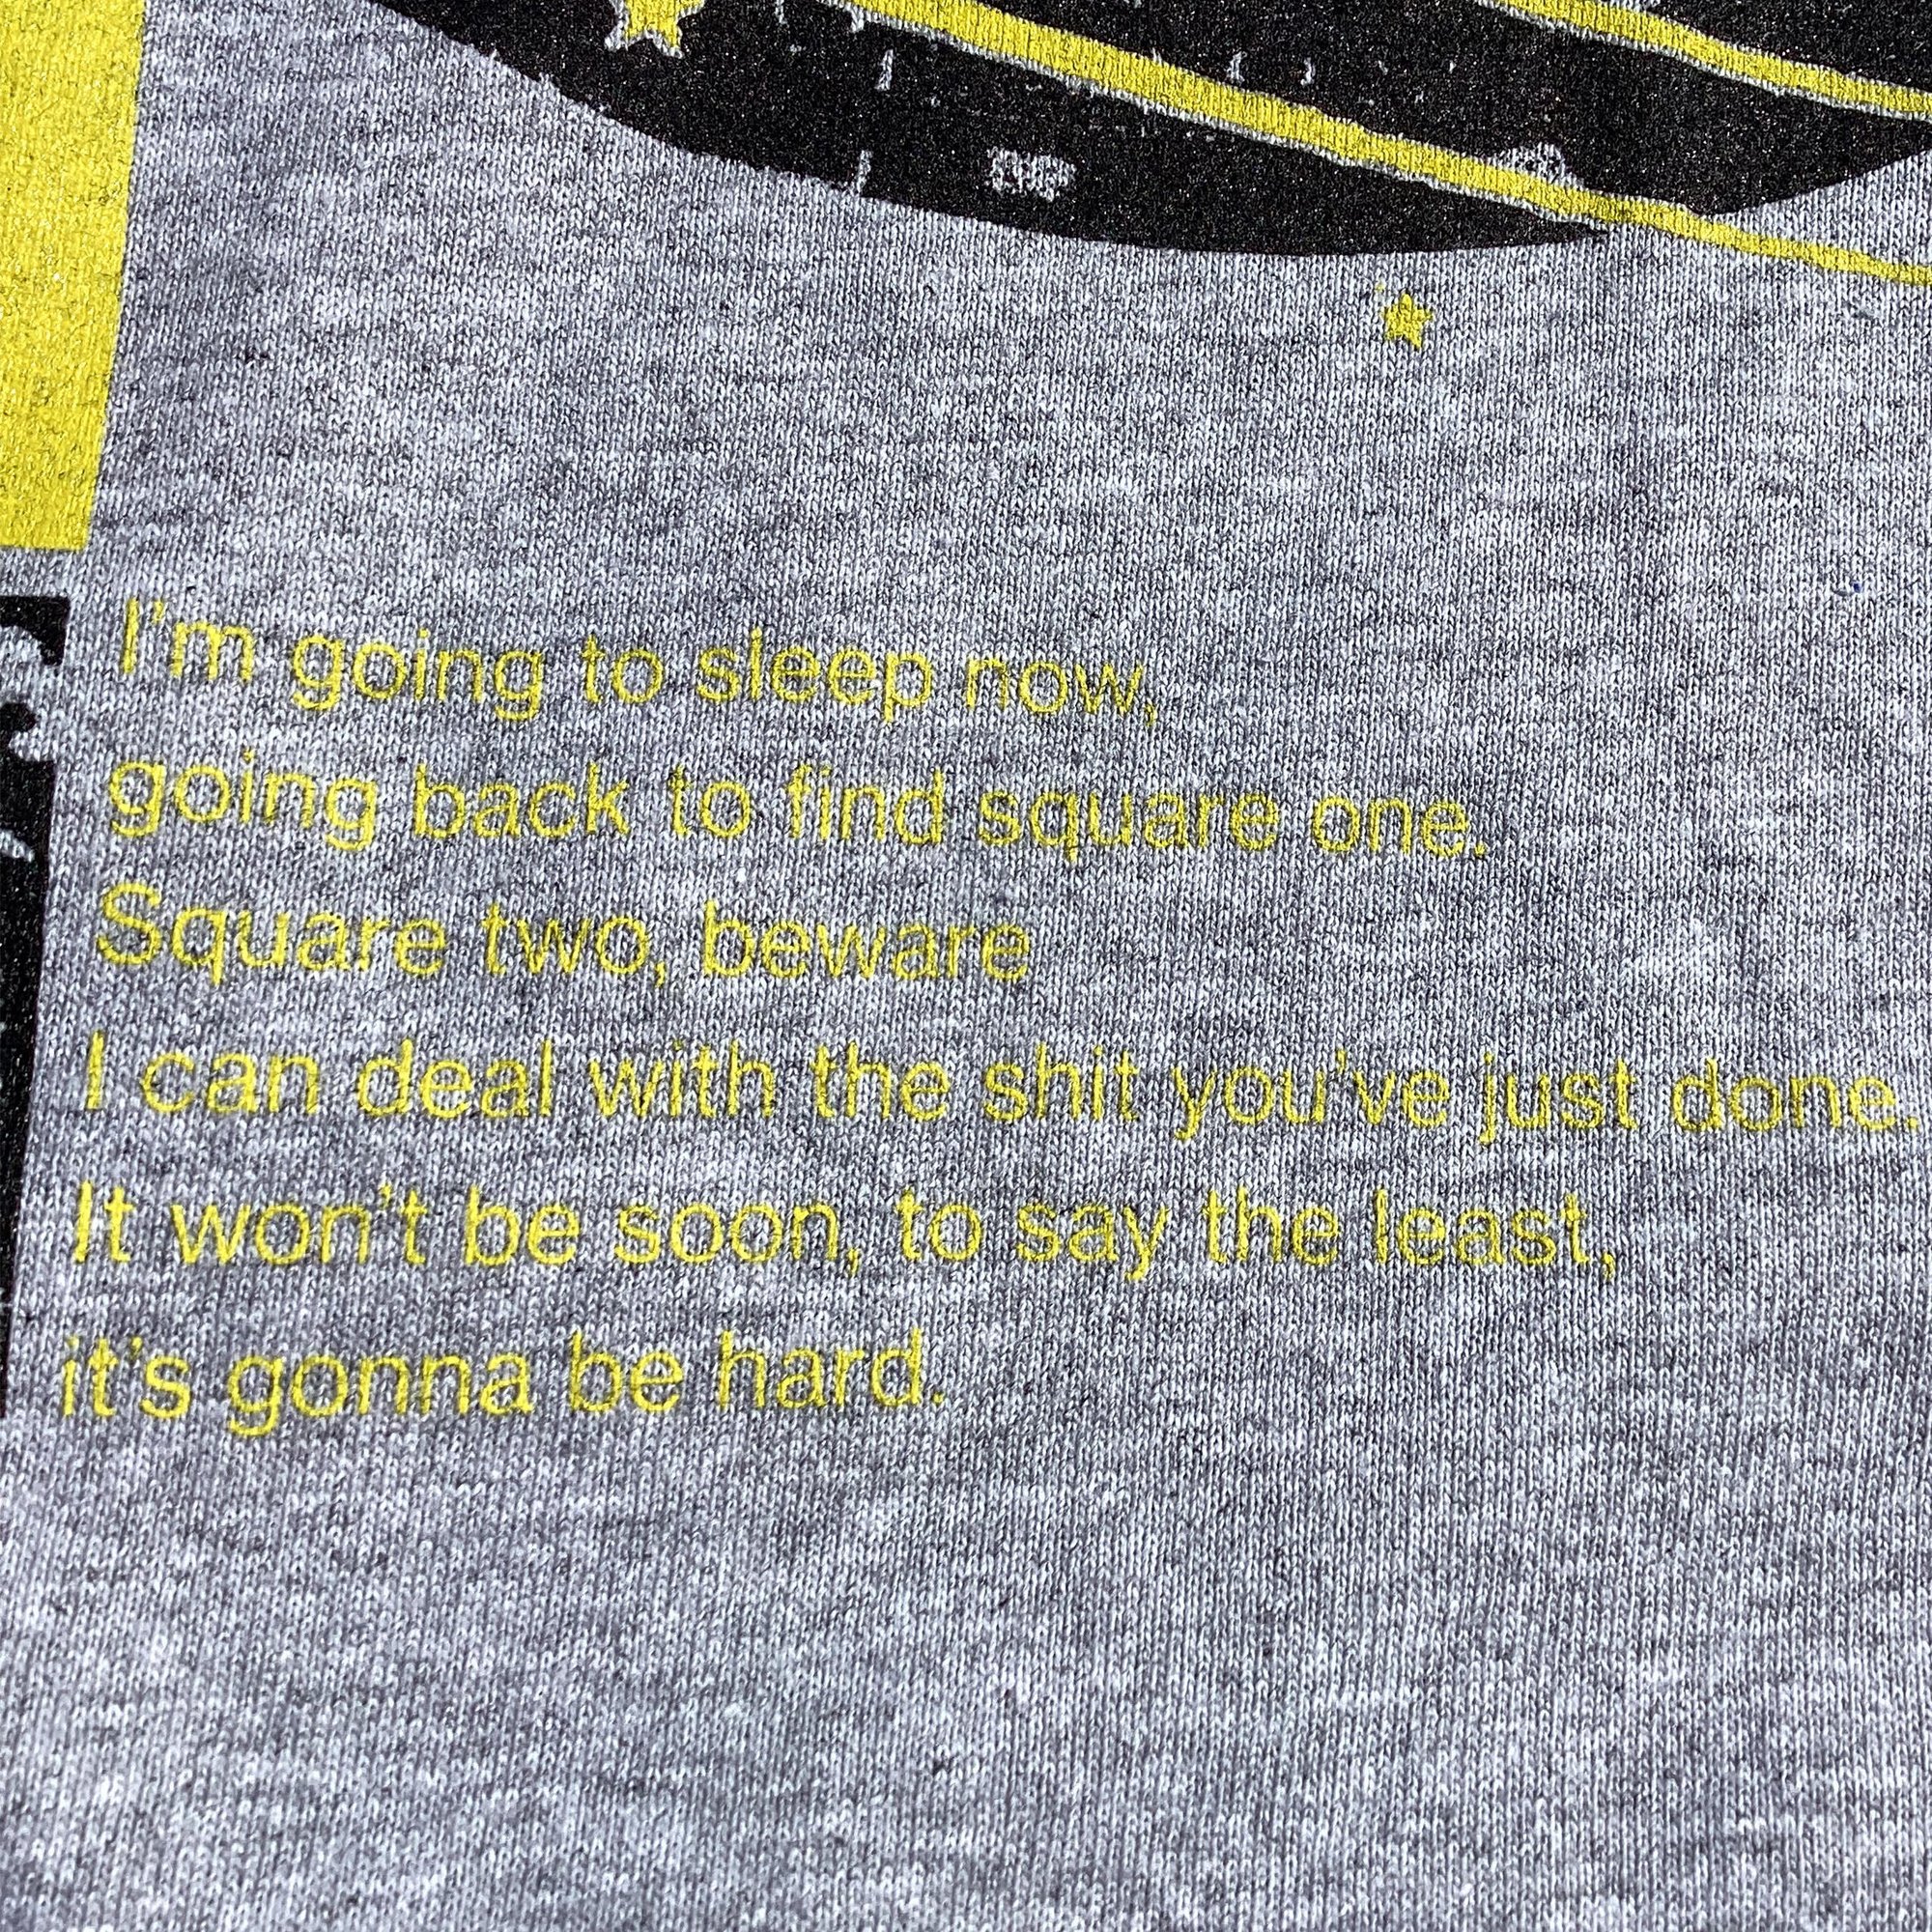 I'm going to sleep now,
going back to find square one.
Square two, beware
I can deal with the shit you've just done.
It won't be soon, to say the least,
it's gonna be hard.